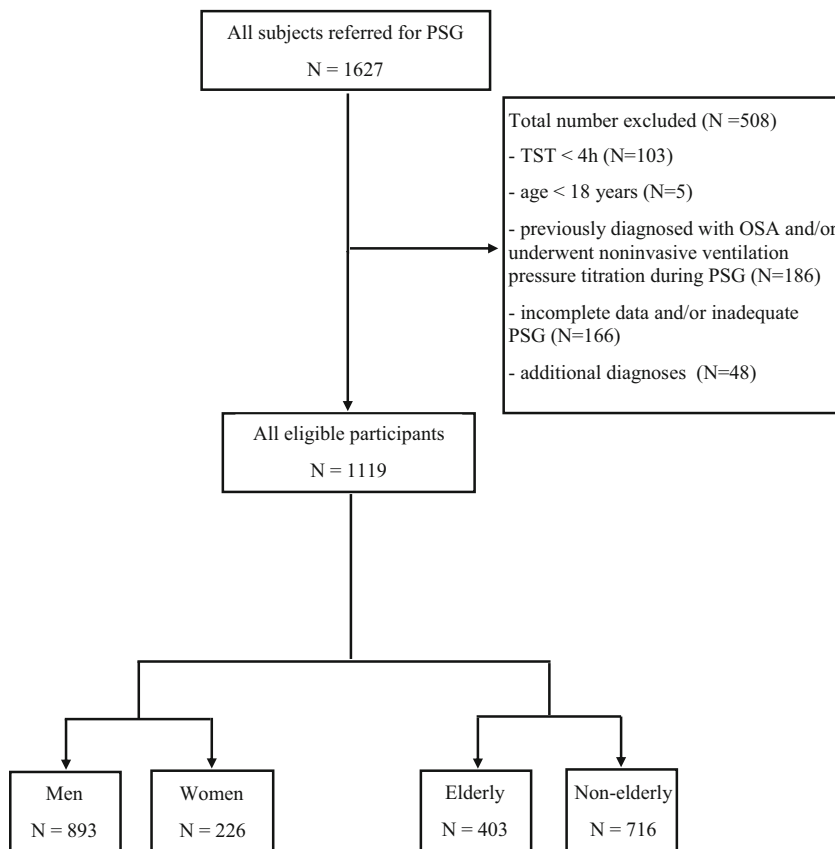 All subjects referred for PSG
N = 1627
Total number excluded (N =508)
- TST < 4h (N=103)
- age < 18 years (N=5)
- previously diagnosed with OSA and/or
underwent noninvasive ventilation
pressure titration during PSG (N=186)
- incomplete data and/or inadequate
PSG (N=166)
- additional diagnoses (N=48)
All eligible participants
N = 1119
Men
N = 893
Women
N = 226
Elderly
N = 403
Non-elderly
N = 716